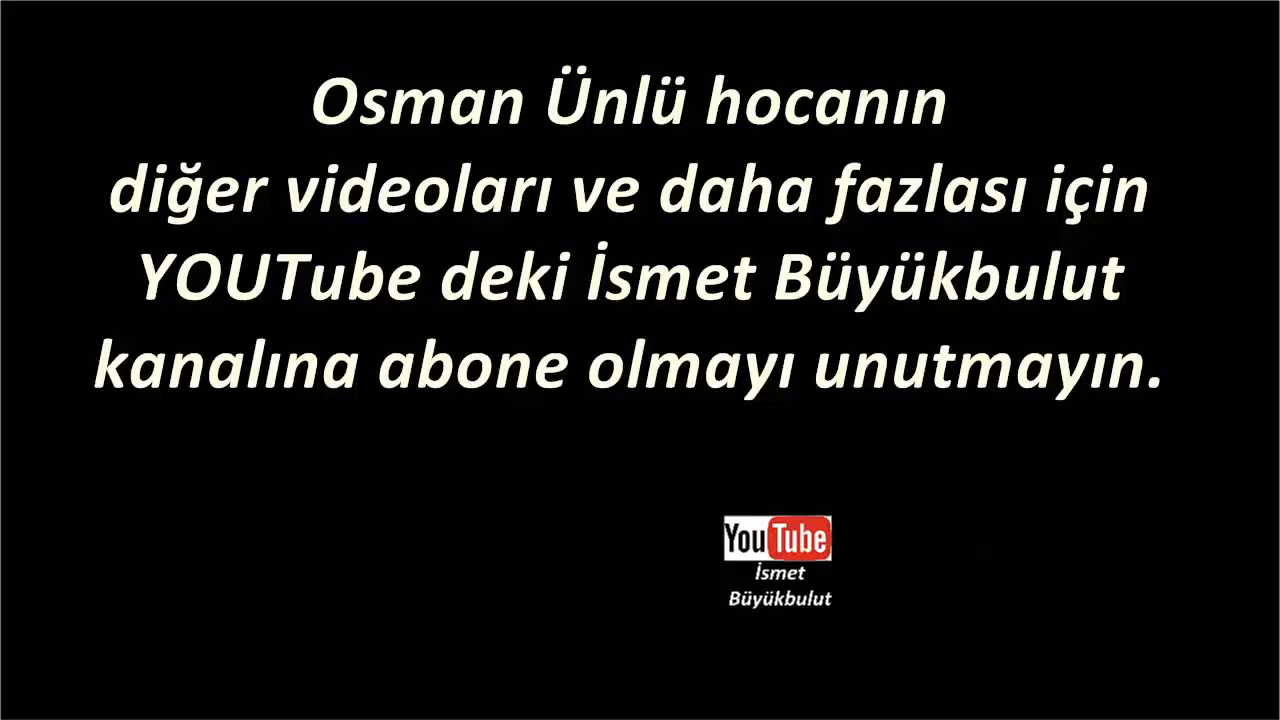 Osman Ünlü hocanın
diğer videoları ve daha fazlası için
YOUTube deki İsmet Büyükbulut
kanalına abone olmayı unutmayın.
YouTube
İsmet
Büyükbulut